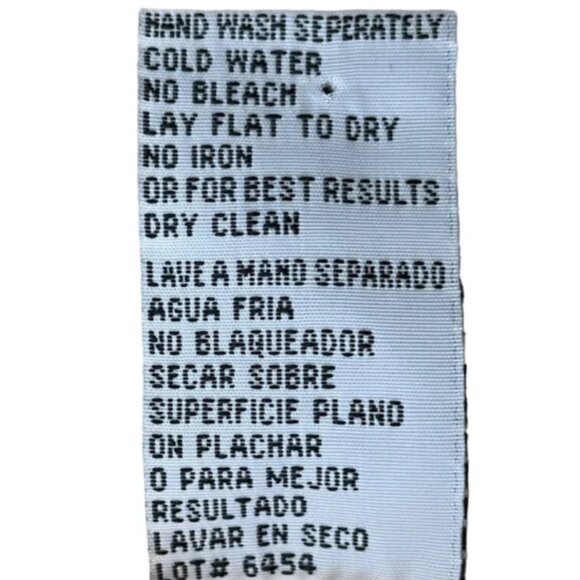 HAND WASH SEPERATELY
COLD WATER
NO BLEACH
LAY FLAT TO DRY
NO IRON
OR FOR BEST RESULTS
DRY CLEAN
LAVE A MANO SEPARADO
AGUA FRIA
NO BLAQUEADOR
SECAR SOBRE
SUPERFICIE PLANO
ON PLACHAR
O PARA MEJOR
RESULTADO
LAVAR EN SECO
LOT# 6454